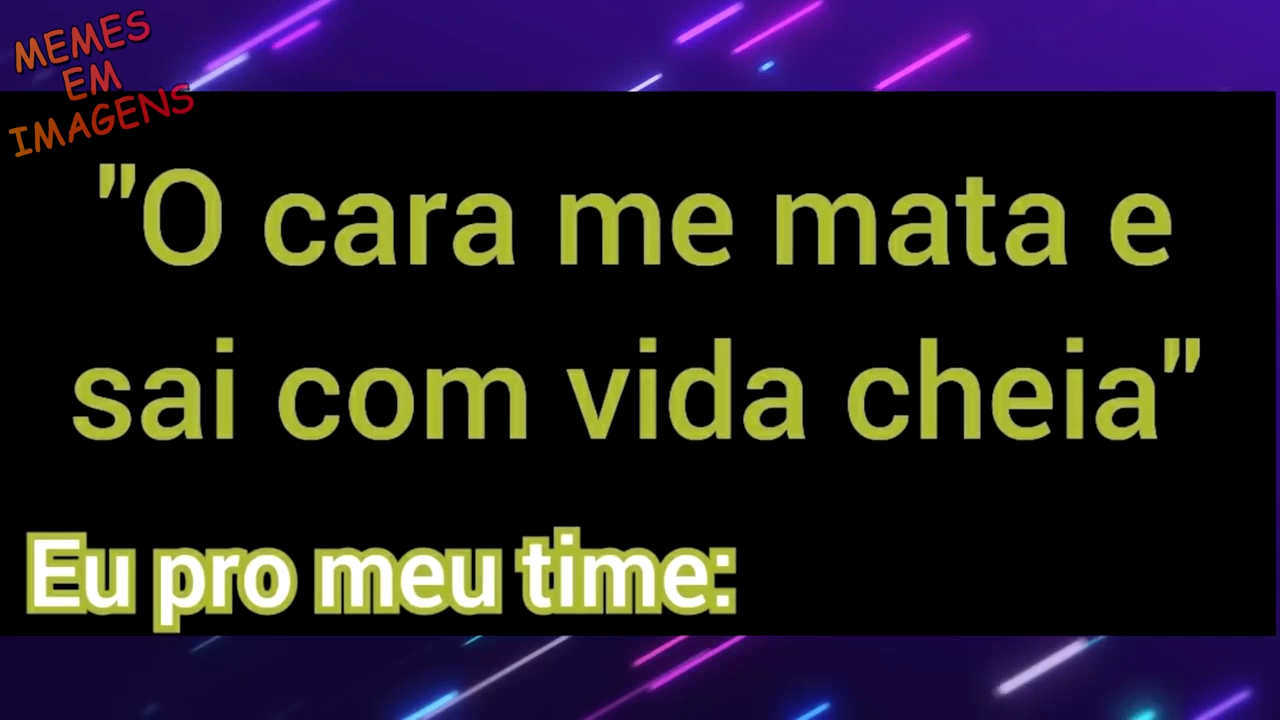 MEMES
EM
IMAGENS
"O cara me mata e
sai com vida cheia"
Eu pro meu time: